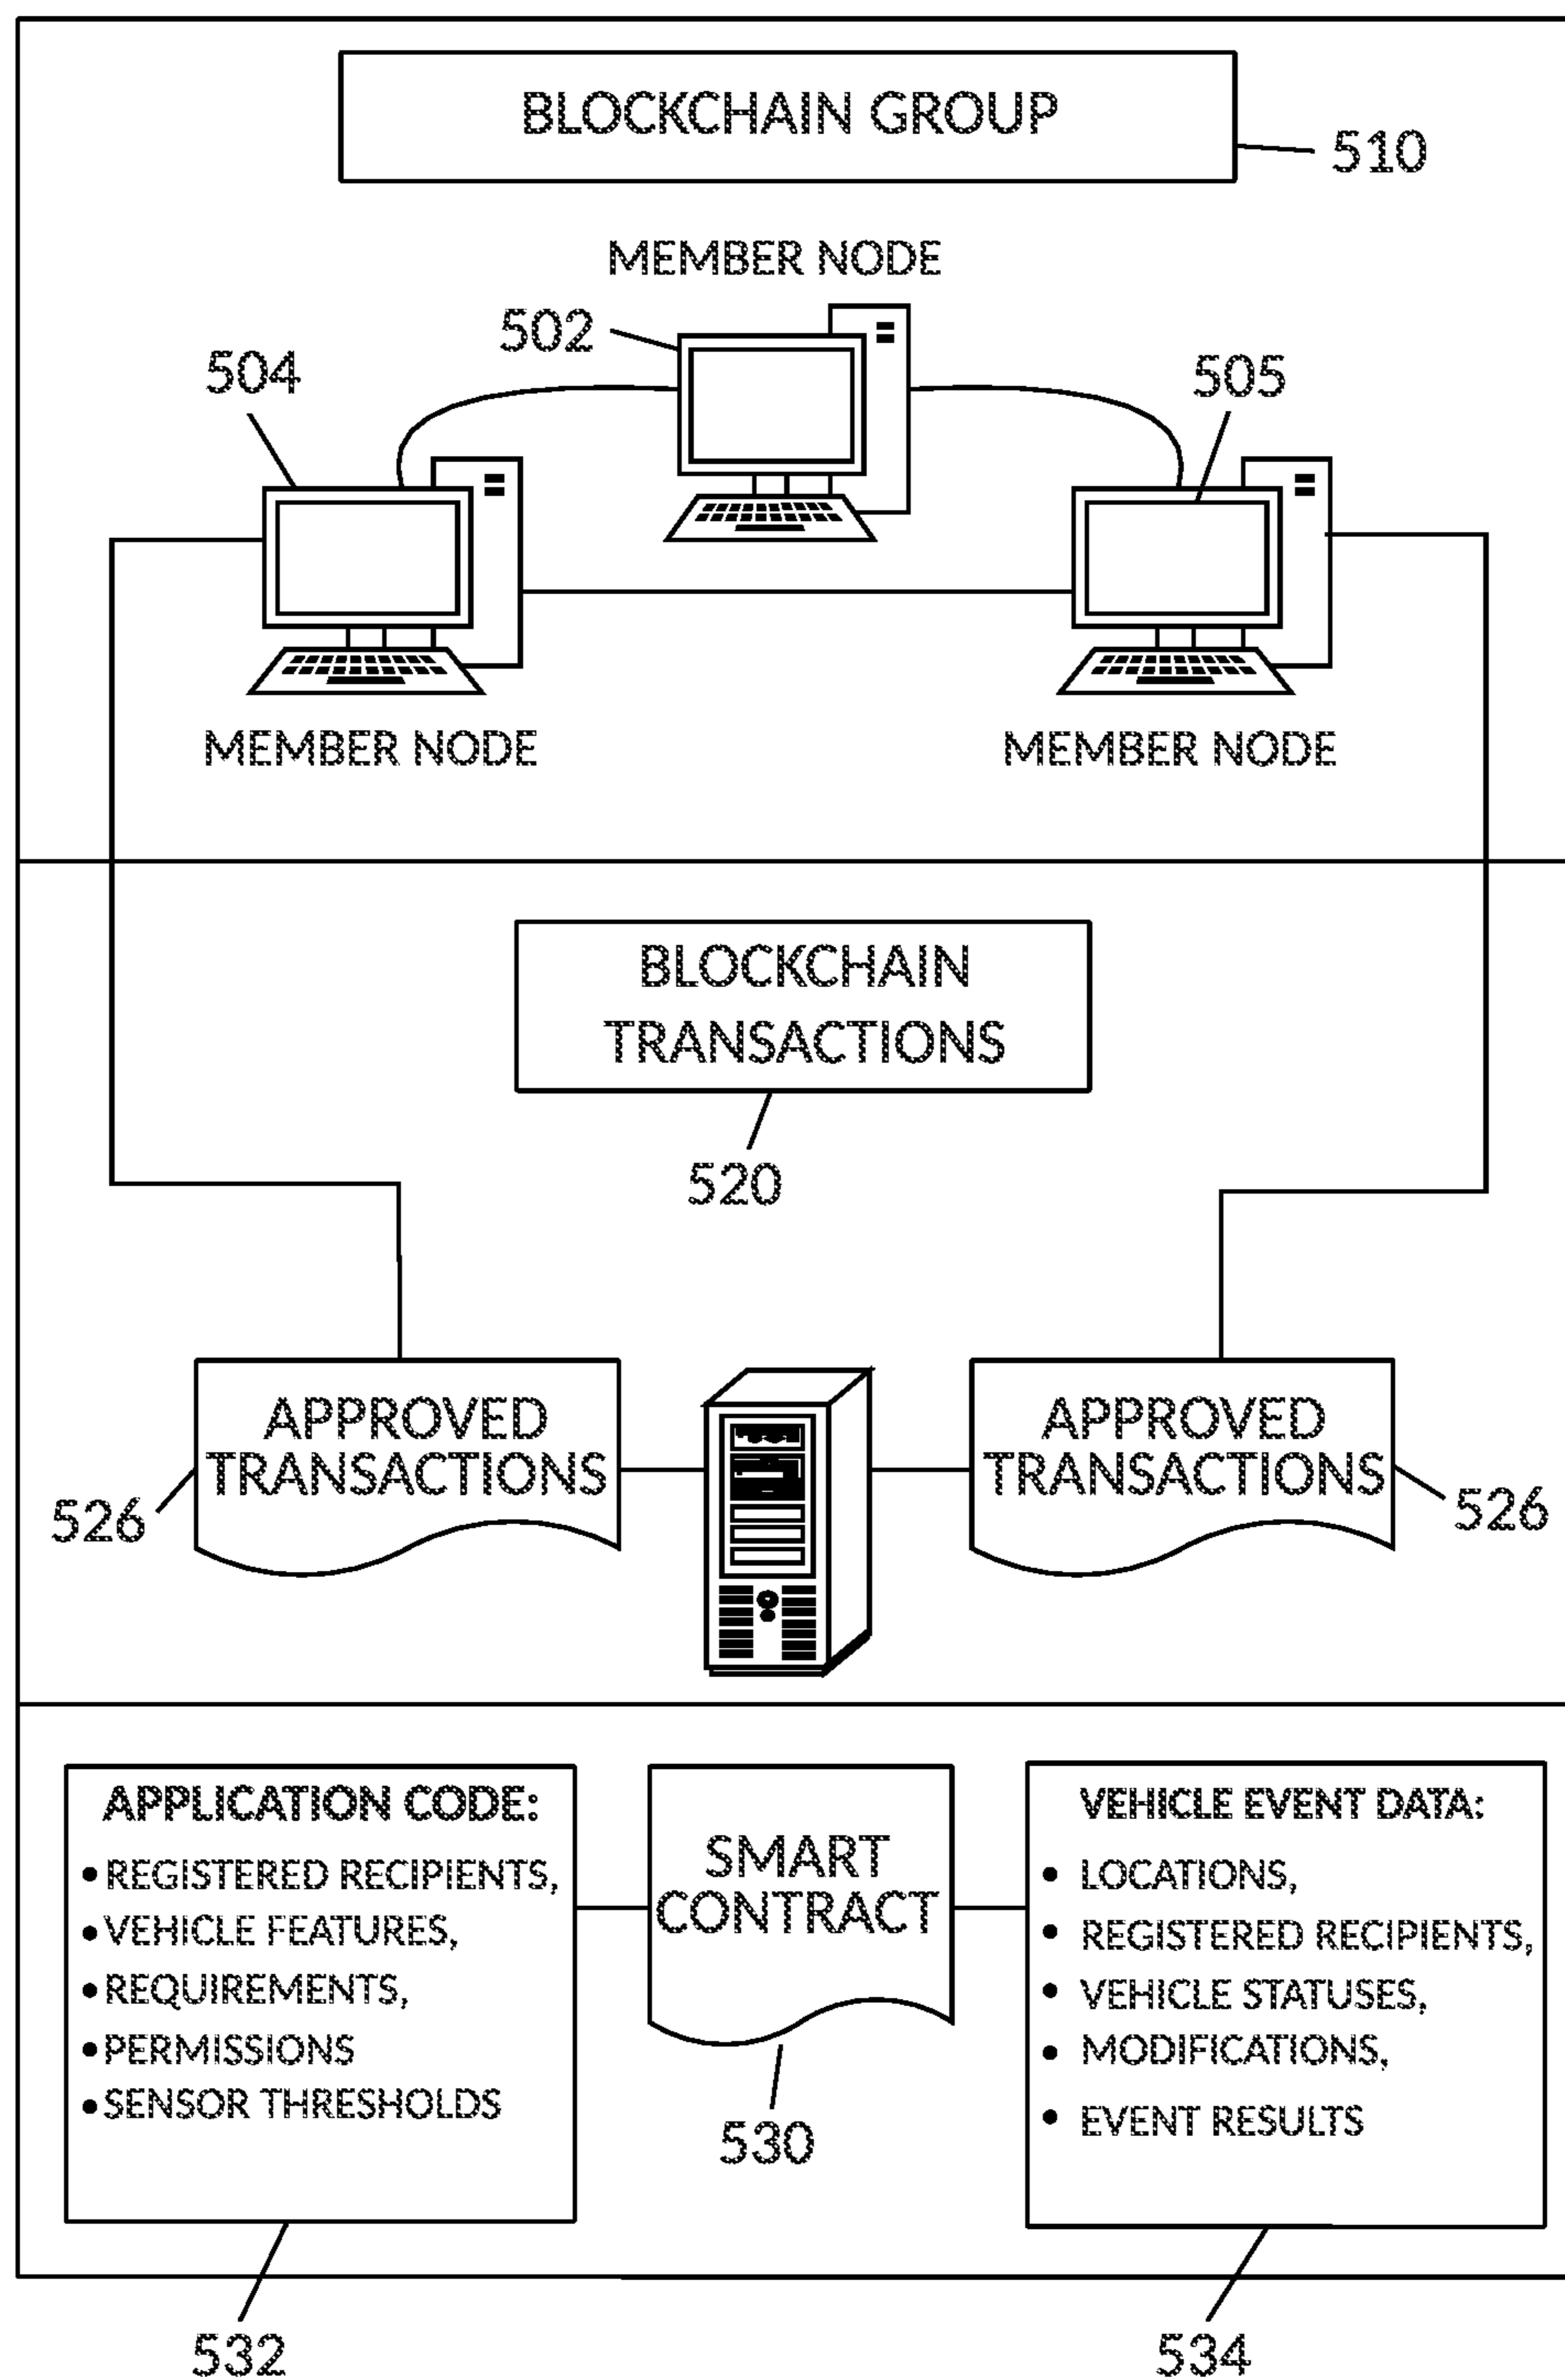 BLOCKCHAIN GROUP
510
MEMBER NODE
502
504
505
MEMBER NODE
MEMBER NODE
BLOCKCHAIN
TRANSACTIONS
520
APPROVED
TRANSACTIONS
526
APPROVED
TRANSACTIONS
526
APPLICATION CODE:
•REGISTERED RECIPIENTS,
•VEHICLE FEATURES,
•REQUIREMENTS,
•PERMISSIONS
•SENSOR THRESHOLDS
532
SMART
CONTRACT
530
VEHICLE EVENT DATA:
• LOCATIONS,
• REGISTERED RECIPIENTS,
• VEHICLE STATUSES,
• MODIFICATIONS,
• EVENT RESULTS
534